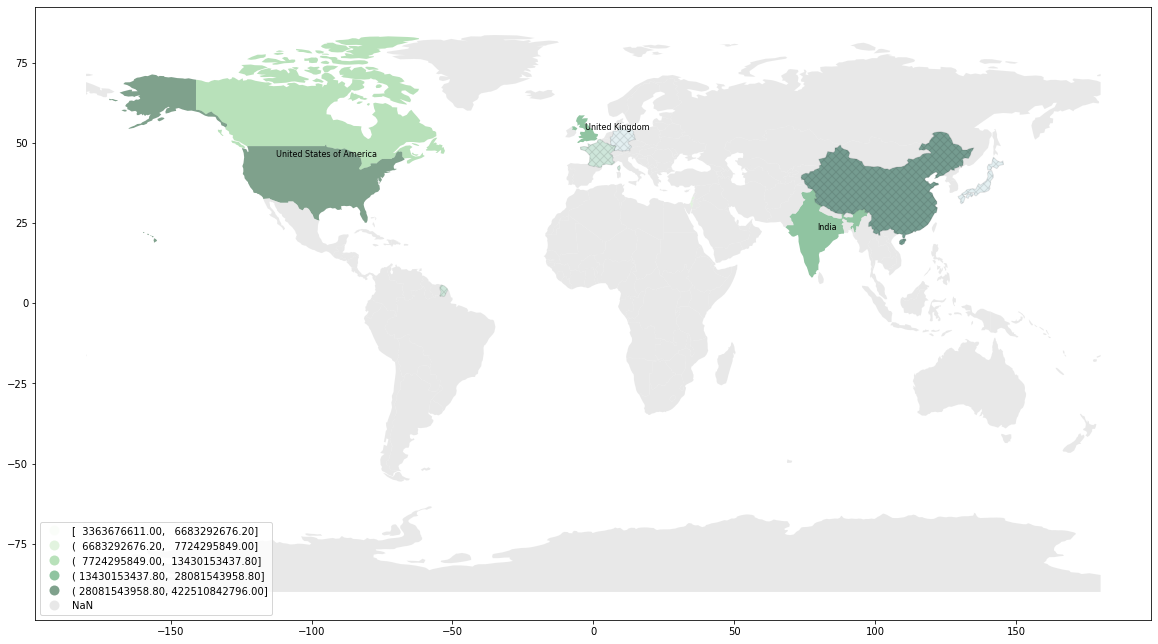 75
50
25
0
−25
−50
−75
United Kingdom
United States of America
India
[  3363676611.00,   6683292676.20]
(  6683292676.20,   7724295849.00]
(  7724295849.00,  13430153437.80]
( 13430153437.80,  28081543958.80]
( 28081543958.80, 422510842796.00]
NaN
−150
−100
−50
0
50
100
150